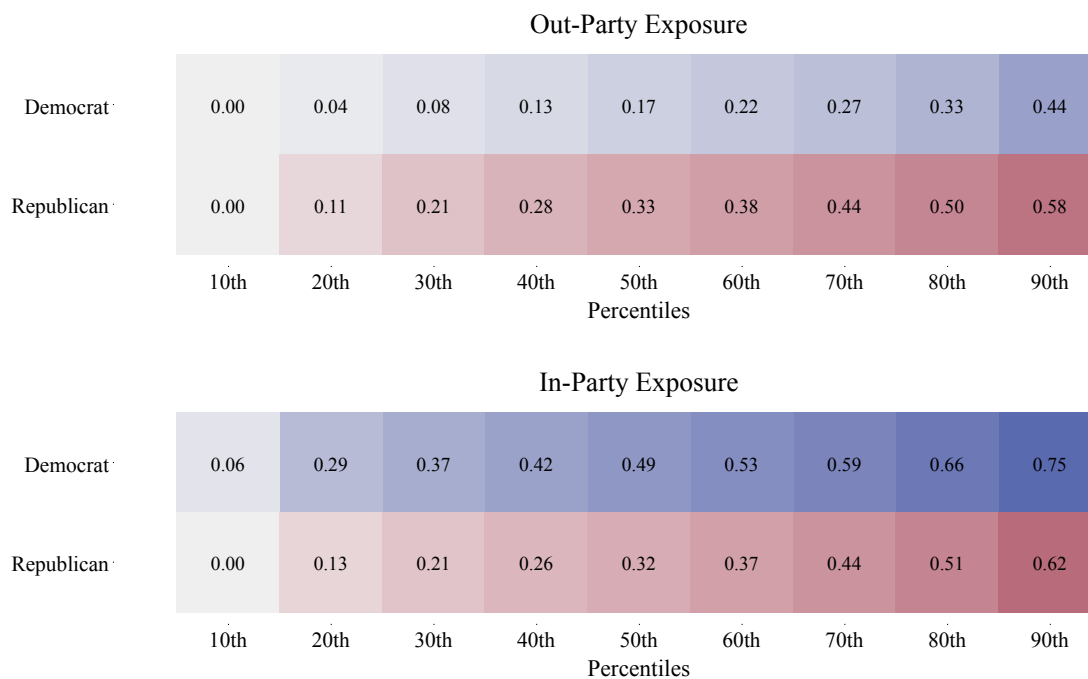 Out-Party Exposure
Democrat 0.00 0.04 0.08 0.13 0.17 0.22 0.27 0.33 0.44
Republican 0.00 0.11 0.21 0.28 0.33 0.38 0.44 0.50 0.58
10th 20th 30th 40th 50th 60th 70th 80th 90th
Percentiles
In-Party Exposure
Democrat 0.06 0.29 0.37 0.42 0.49 0.53 0.59 0.66 0.75
Republican 0.00 0.13 0.21 0.26 0.32 0.37 0.44 0.51 0.62
10th 20th 30th 40th 50th 60th 70th 80th 90th
Percentiles